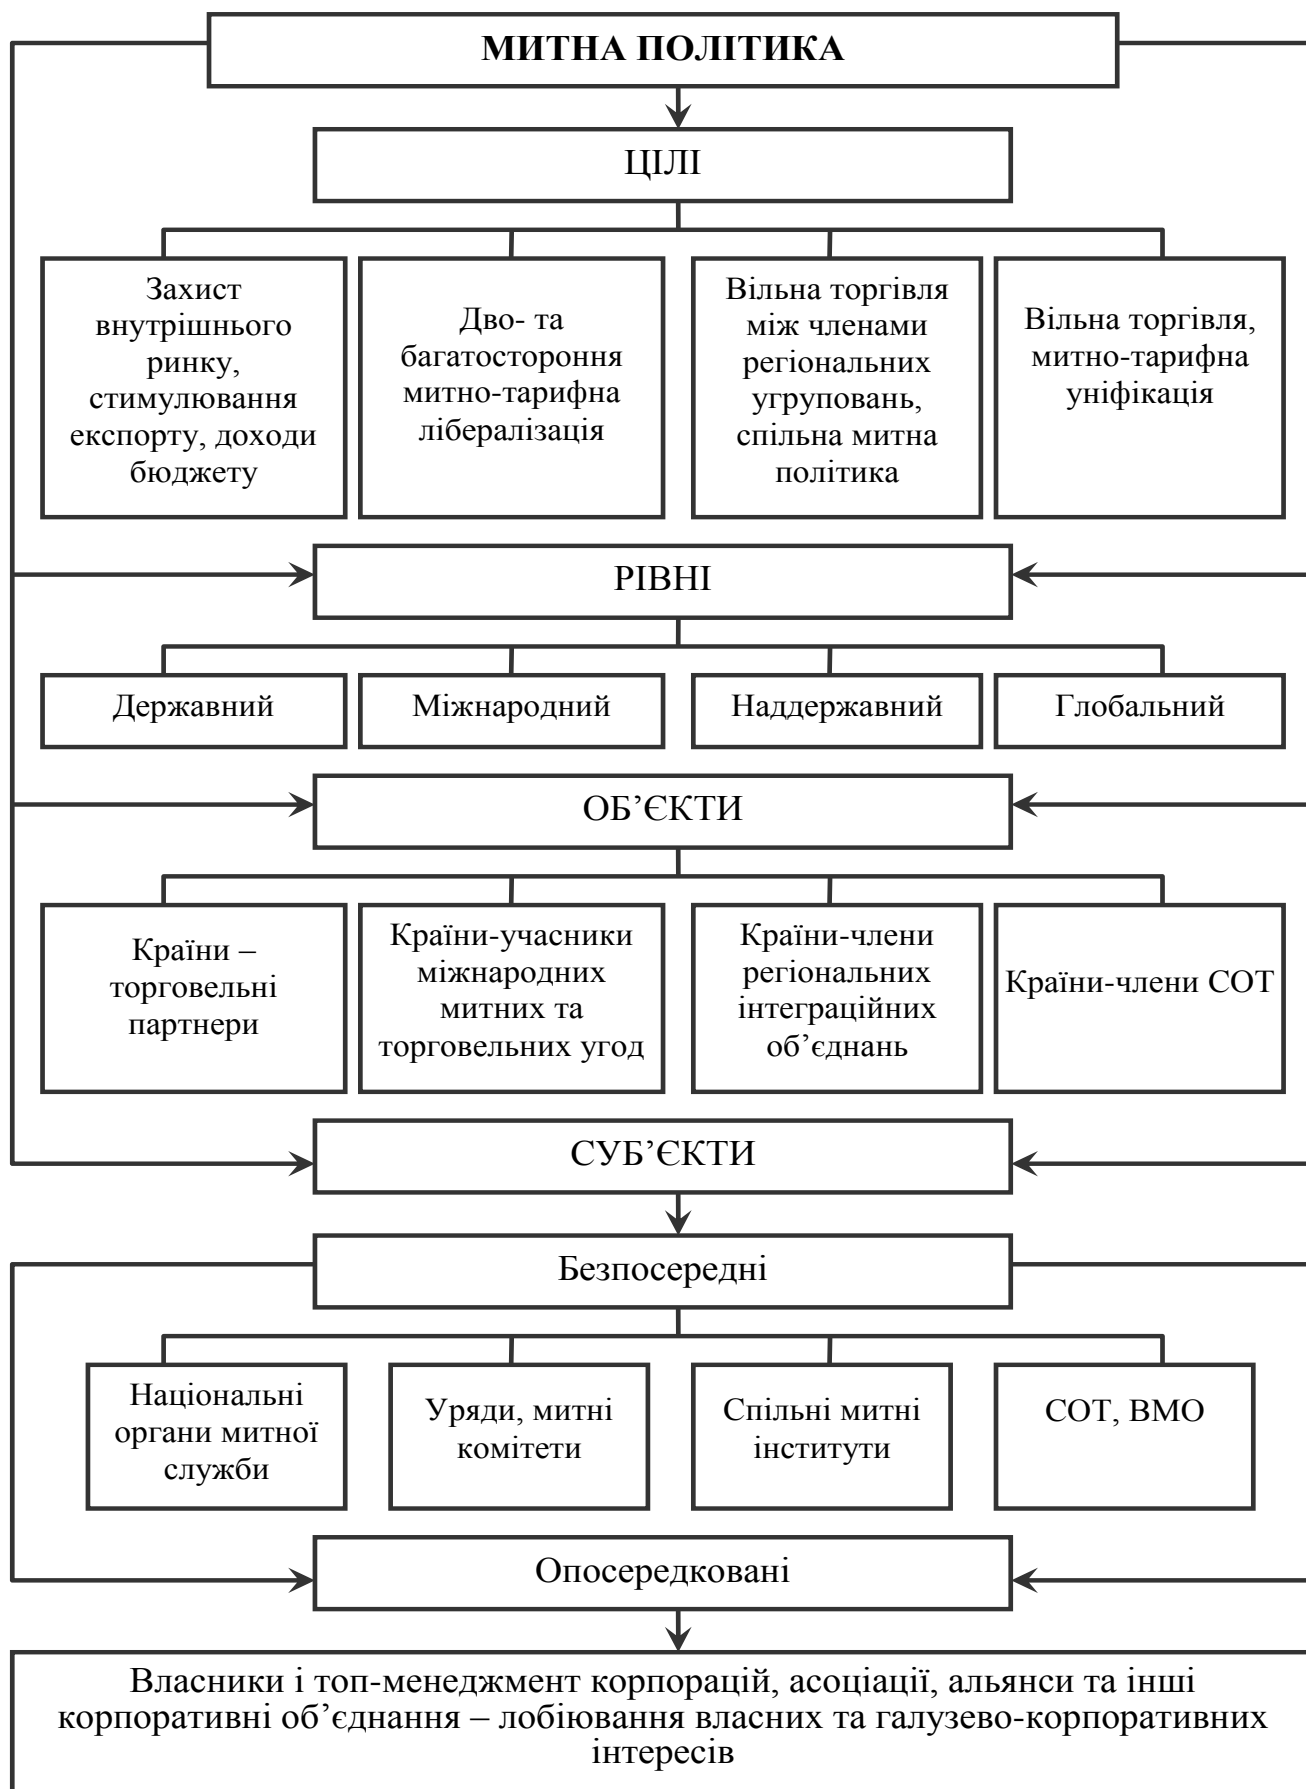 МИТНА ПОЛІТИКА
ЦІЛІ
Захист
внутрішнього
ринку,
стимулювання
експорту, доходи
бюджету
Дво- та
багатостороння
митно-тарифна
лібералізація
Вільна торгівля
між членами
регіональних
угруповань,
спільна митна
політика
Вільна торгівля,
митно-тарифна
уніфікація
РІВНІ
Державний
Міжнародний
Наддержавний
Глобальний
ОБ’ЄКТИ
Країни –
торговельні
партнери
Країни-учасники
міжнародних
митних та
торговельних угод
Країни-члени
регіональних
інтеграційних
об’єднань
Країни-члени СОТ
СУБ’ЄКТИ
Безпосередні
Національні
органи митної
служби
Уряди, митні
комітети
Спільні митні
інститути
СОТ, ВМО
Опосередковані
Власники і топ-менеджмент корпорацій, асоціації, альянси та інші
корпоративні об’єднання – лобіювання власних та галузево-корпоративних
інтересів